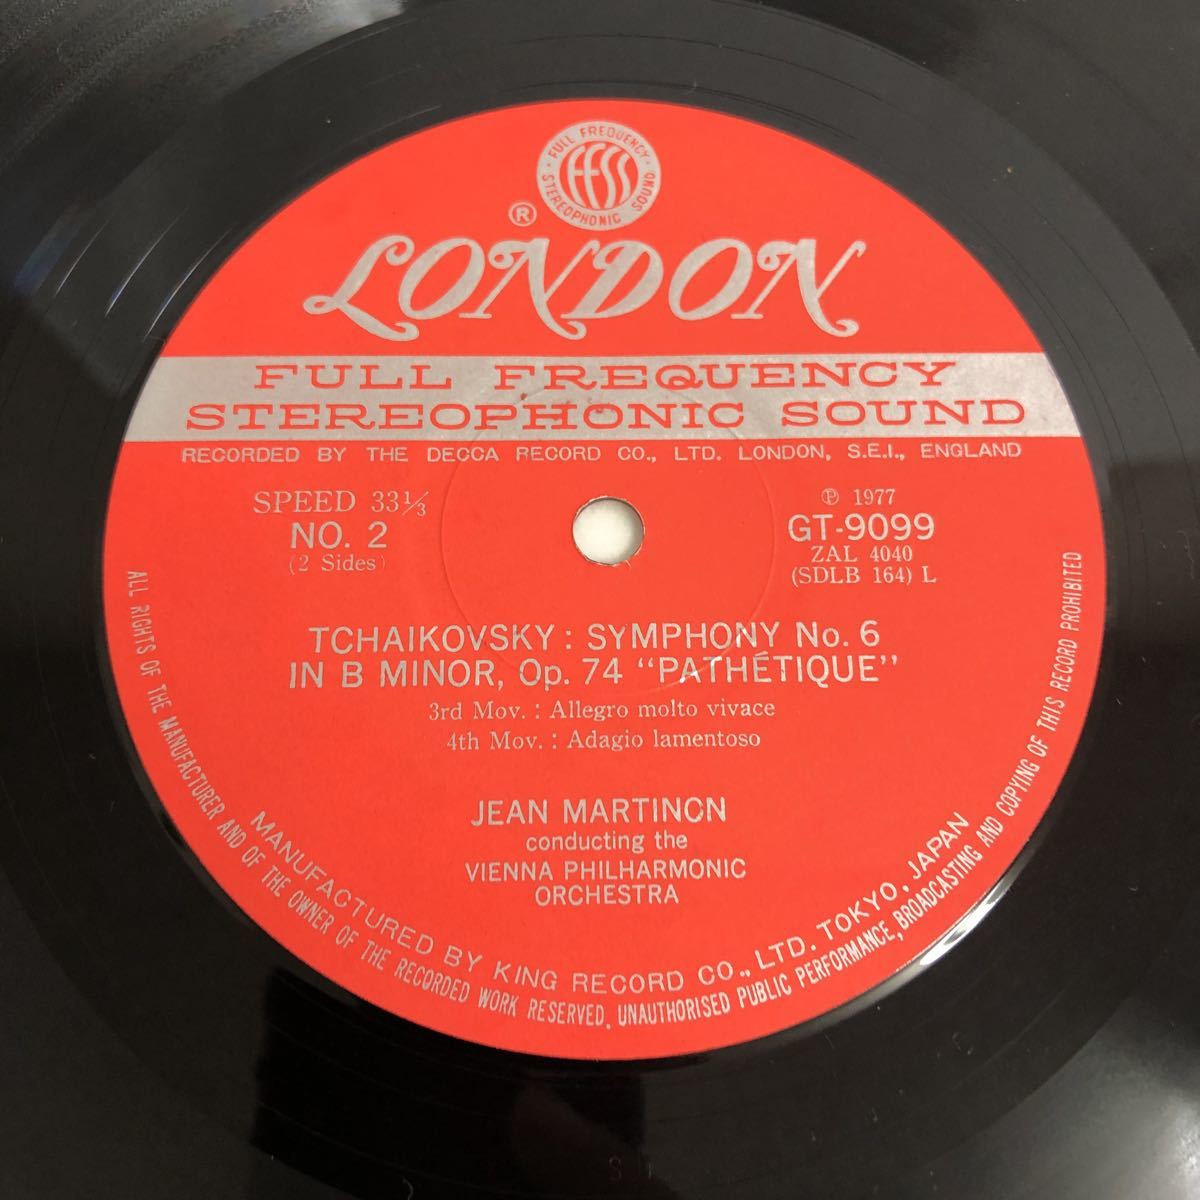 FULL FREQUENCY STEREOPHONIC SOUND
FFSS
®
LONDON
FULL FREQUENCY
STEREOPHONIC SOUND
RECORDED BY THE DECCA RECORD CO., LTD. LONDON, S.E.I., ENGLAND
SPEED 33⅓
NO. 2
(2 Sides)
℗ 1977
GT-9099
ZAL 4040
(SDLB 164) L
TCHAIKOVSKY : SYMPHONY No. 6
IN B MINOR, Op. 74 “PATHÉTIQUE”
3rd Mov. : Allegro molto vivace
4th Mov. : Adagio lamentoso
JEAN MARTINCN
conducting the
VIENNA PHILHARMONIC
ORCHESTRA
MANUFACTURED BY KING RECORD CO., LTD. TOKYO, JAPAN
ALL RIGHTS OF THE MANUFACTURER AND OF THE OWNER OF THE RECORDED WORK RESERVED, UNAUTHORISED PUBLIC PERFORMANCE, BROADCASTING AND COPYING OF THIS RECORD PROHIBITED